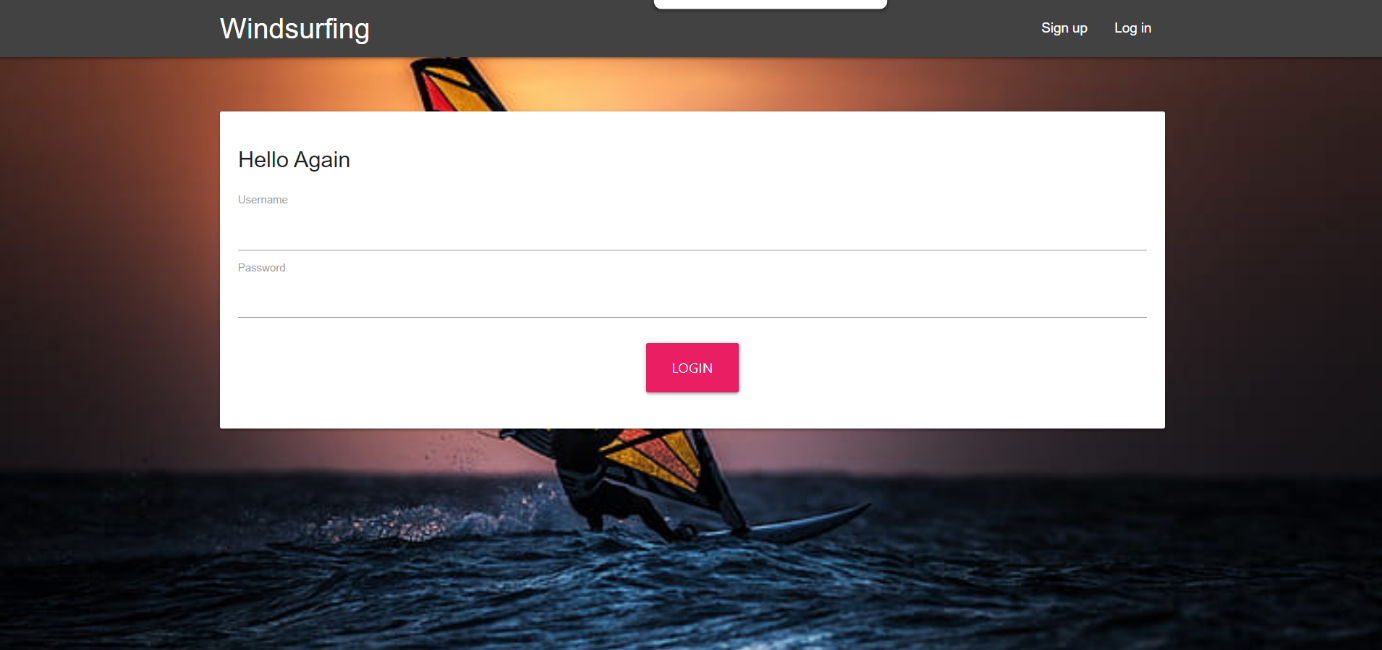 Windsurfing
Sign up
Log in
Hello Again
Username
Password
LOGIN